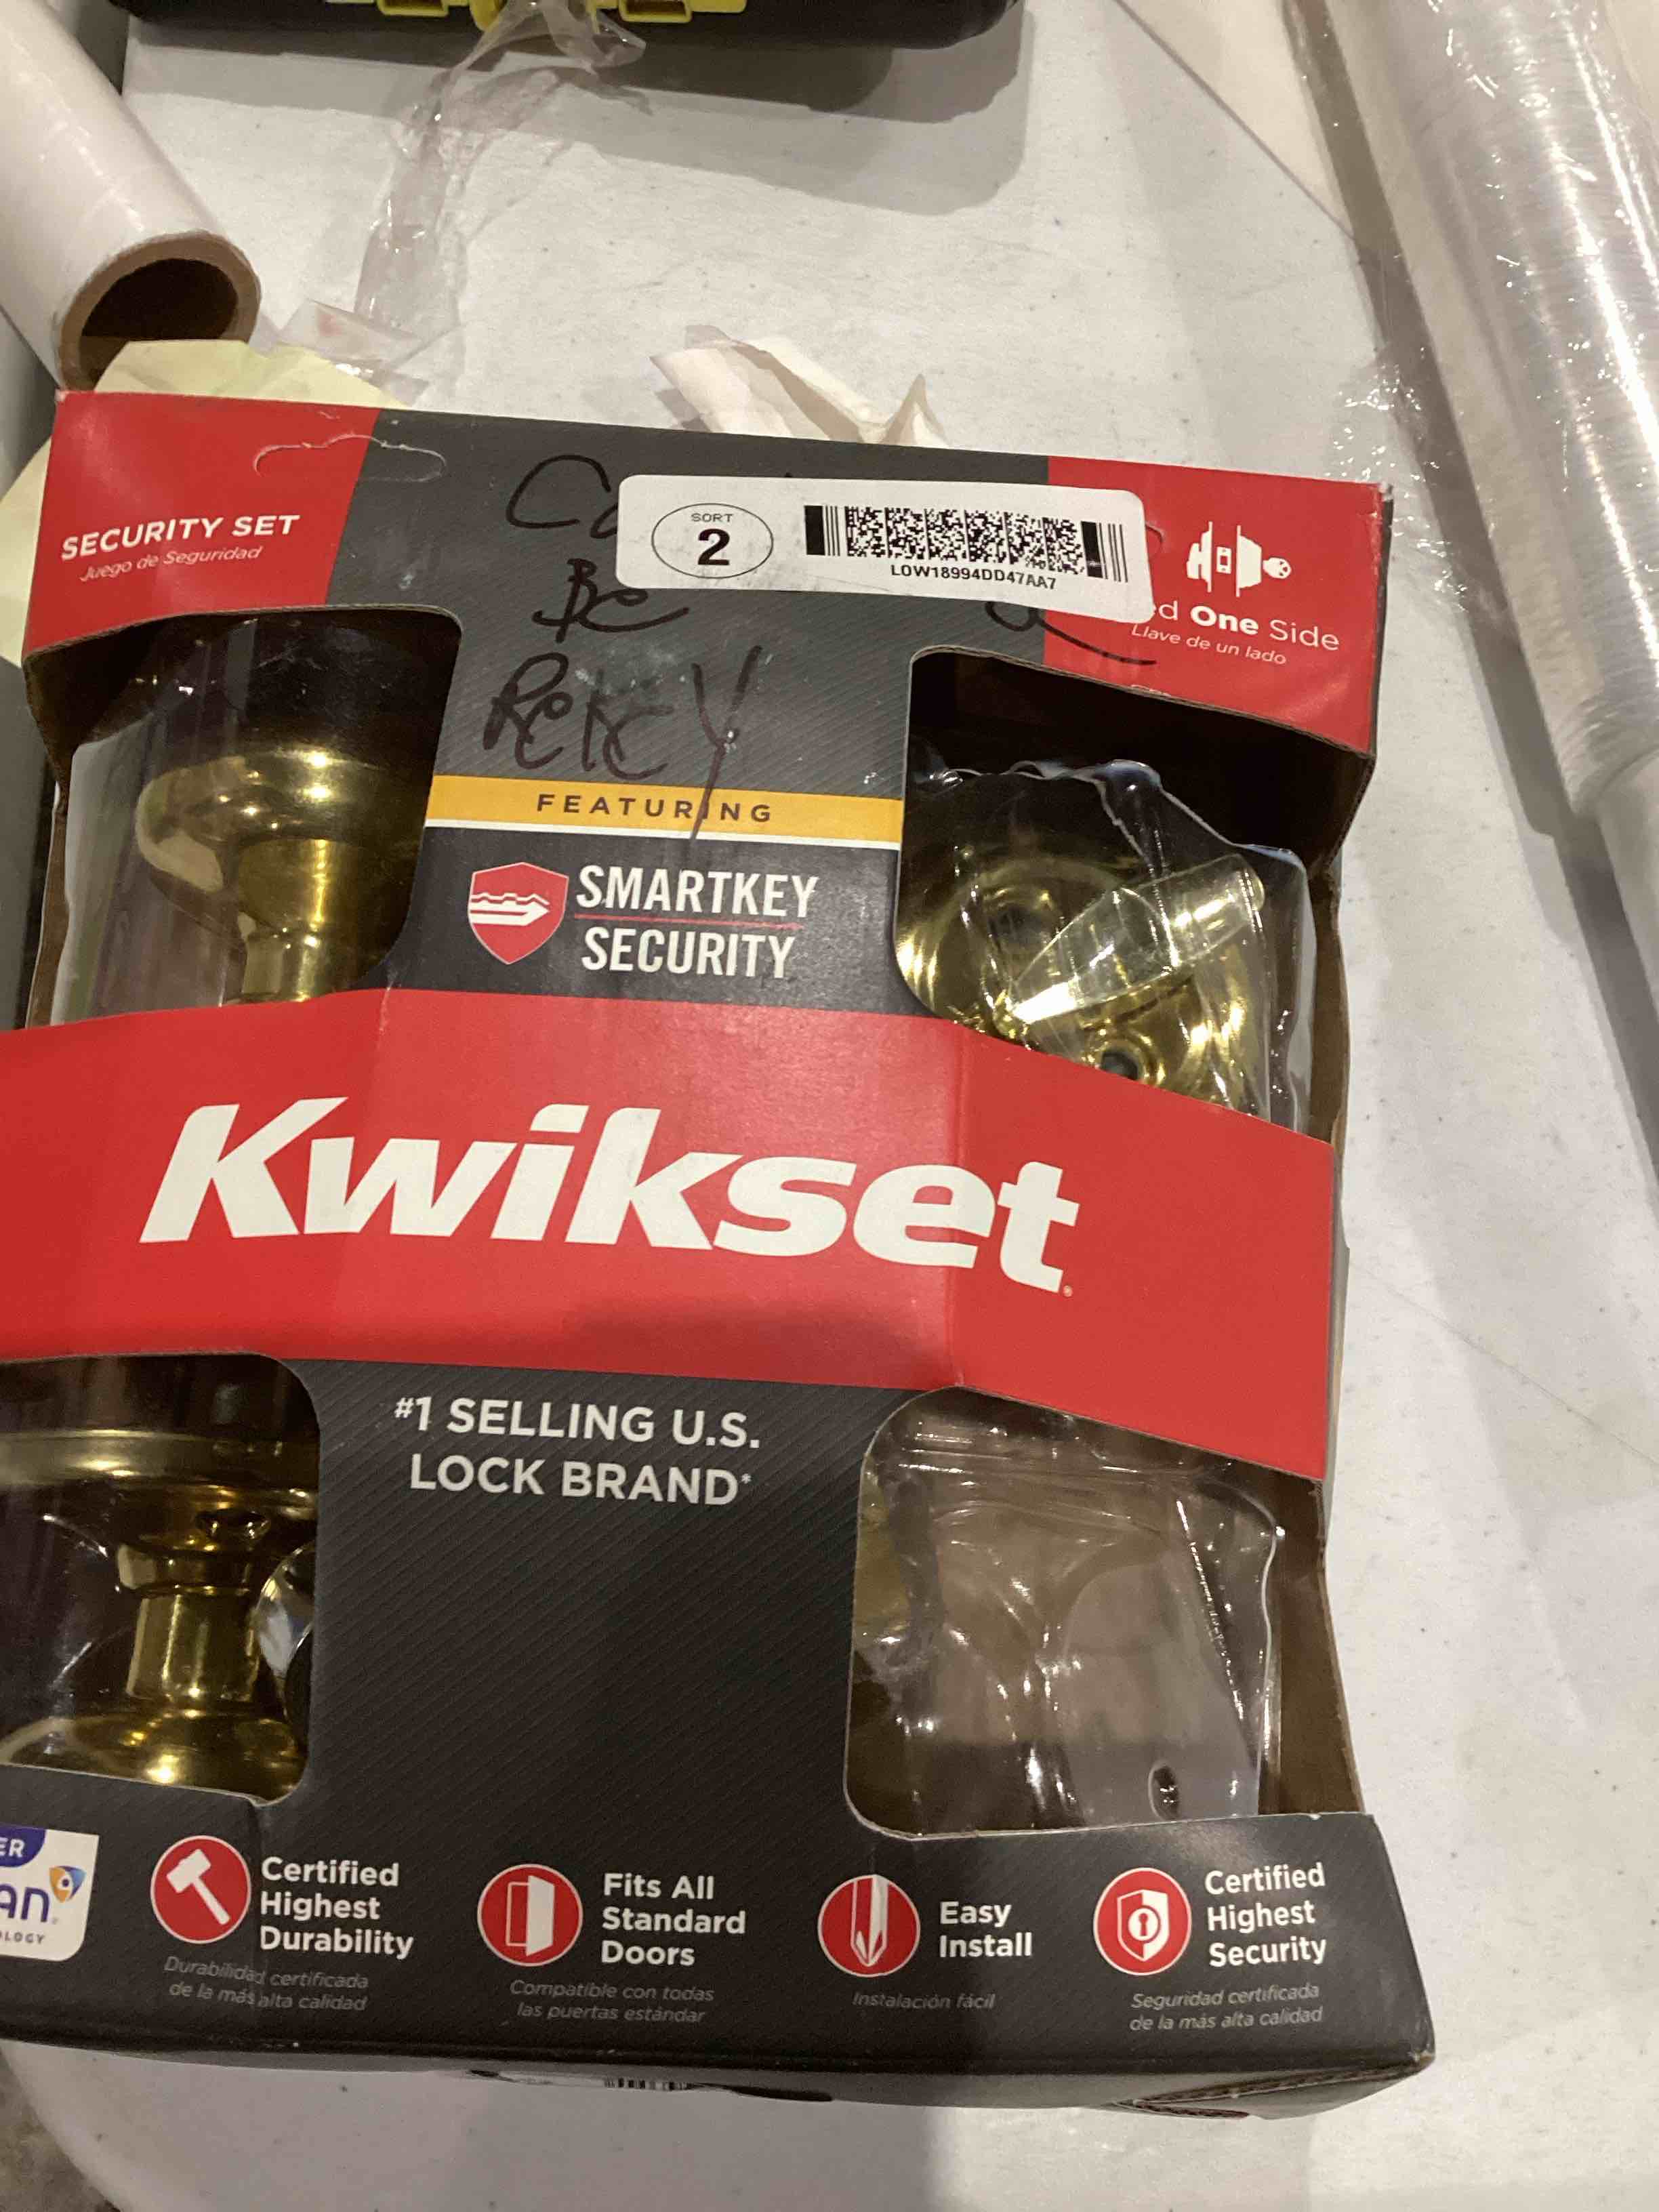 SECURITY SET
Juego de Seguridad
SORT
2
LOW18994DD47AA7
Be
ReKey
ed One Side
Llave de un lado
FEATURING
SMARTKEY
SECURITY
Kwikset
#1 SELLING U.S.
LOCK BRAND*
Certified
Highest
Durability
Durabilidad certificada
de la más alta calidad
Fits All
Standard
Doors
Compatible con todas
las puertas estándar
Easy
Install
Instalación fácil
Certified
Highest
Security
Seguridad certificada
de la más alta calidad